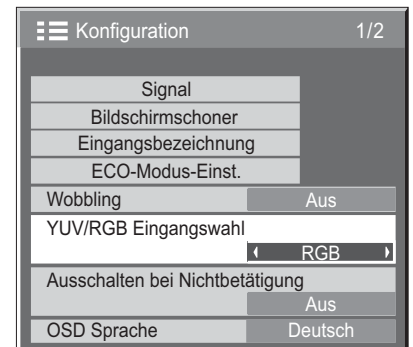 Konfiguration 1/2
Signal
Bildschirmschoner
Eingangsbezeichnung
ECO-Modus-Einst.
Wobbling Aus
YUV/RGB Eingangswahl
RGB
Ausschalten bei Nichtbetätigung
Aus
OSD Sprache Deutsch